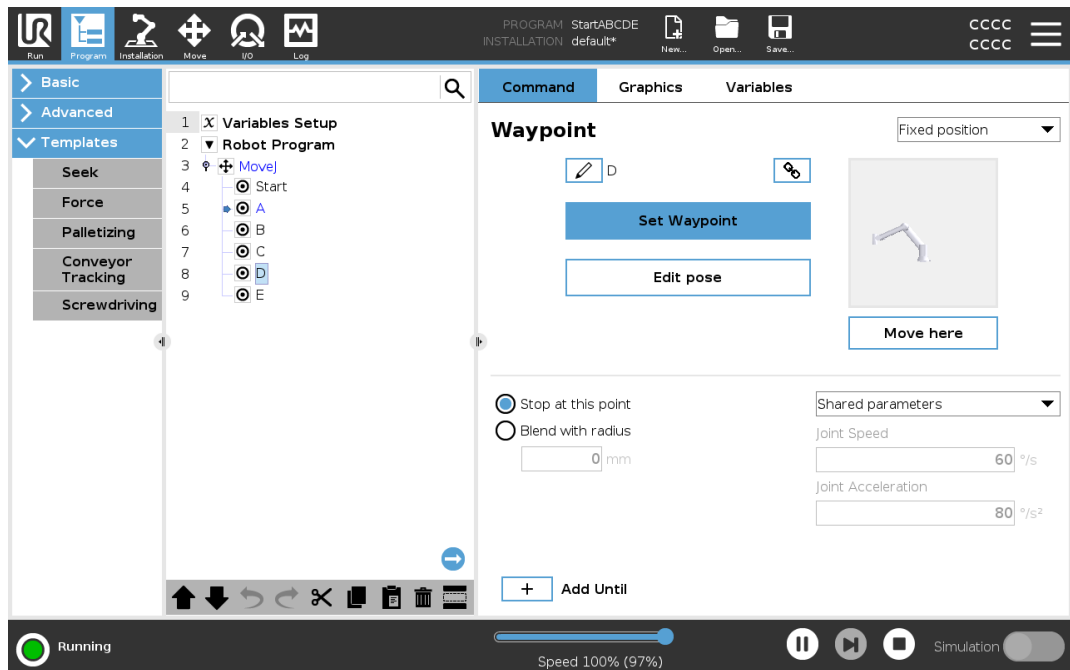 PROGRAM StartABCDE
INSTALLATION default*
CCCC
CCCC
UR
Run
Program
Installation
Move
I/O
Log
New...
Open...
Save...
Basic
Advanced
Templates
Seek
Force
Palletizing
Conveyor
Tracking
Screwdriving
1 X Variables Setup
2 Robot Program
3 MoveJ
4 Start
5 A
6 B
7 C
8 D
9 E
Command Graphics Variables
Waypoint
Fixed position
D
Set Waypoint
Edit pose
Move here
Stop at this point
Blend with radius
0 mm
Shared parameters
Joint Speed
60 °/s
Joint Acceleration
80 °/s²
+ Add Until
Running
Speed 100% (97%)
Simulation